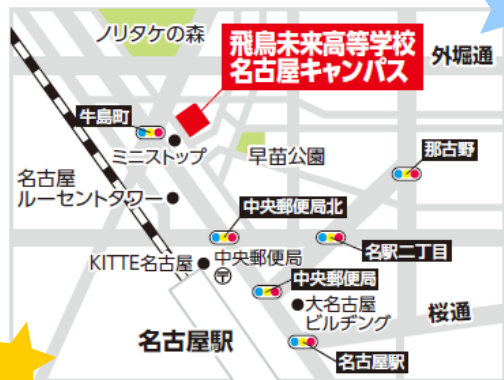 ノリタケの森
飛鳥未来高等学校
名古屋キャンパス
外堀通
牛島町
ミニストップ
早苗公園
那古野
名古屋
ルーセントタワー
中央郵便局北
名駅二丁目
KITTE名古屋
中央郵便局
〒
中央郵便局
大名古屋
ビルヂング
桜通
名古屋駅
名古屋駅